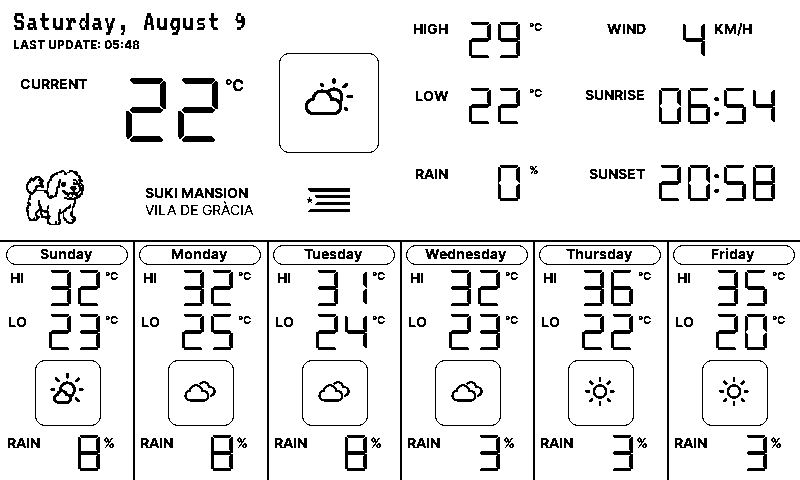 Saturday, August 9
LAST UPDATE: 05:48
CURRENT 22 °C
HIGH 29 °C
LOW 22 °C
RAIN 0 %
WIND 4 KM/H
SUNRISE 06:54
SUNSET 20:58
SUKI MANSION
VILA DE GRÀCIA
Sunday
HI 32 °C
LO 23 °C
RAIN 8 %
Monday
HI 32 °C
LO 25 °C
RAIN 8 %
Tuesday
HI 31 °C
LO 24 °C
RAIN 8 %
Wednesday
HI 32 °C
LO 23 °C
RAIN 3 %
Thursday
HI 36 °C
LO 22 °C
RAIN 3 %
Friday
HI 35 °C
LO 20 °C
RAIN 3 %